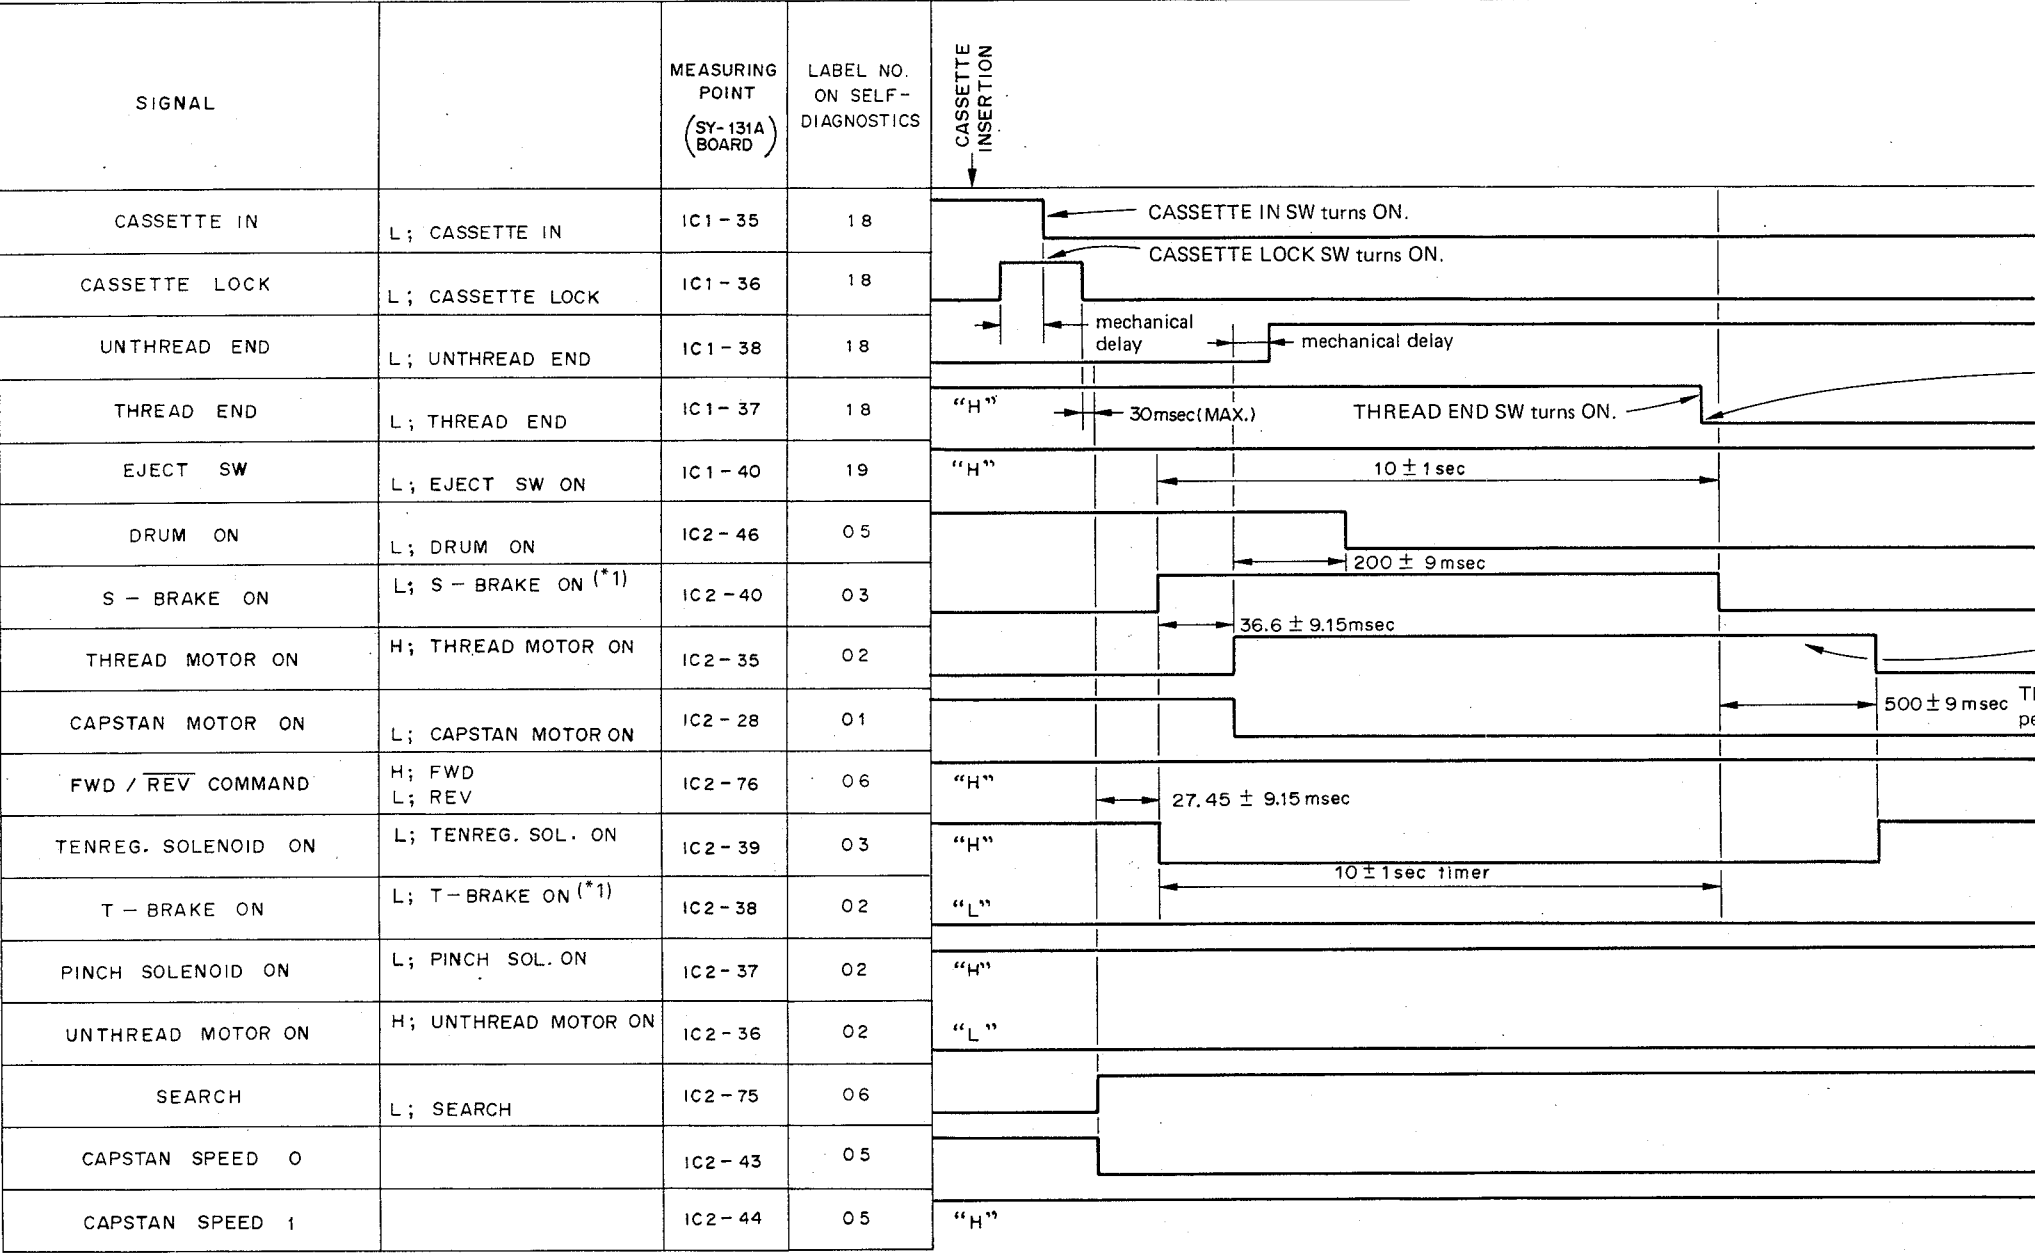 SIGNAL
MEASURING
POINT
(SY-131A
BOARD)
LABEL NO.
ON SELF-
DIAGNOSTICS
CASSETTE
INSERTION
CASSETTE IN
L; CASSETTE IN
IC1-35
18
CASSETTE IN SW turns ON.
CASSETTE LOCK SW turns ON.
CASSETTE LOCK
L; CASSETTE LOCK
IC1-36
18
mechanical
delay
mechanical delay
UNTHREAD END
L; UNTHREAD END
IC1-38
18
THREAD END
L; THREAD END
IC1-37
18
"H"
30msec(MAX.)
THREAD END SW turns ON.
EJECT SW
L; EJECT SW ON
IC1-40
19
"H"
10±1sec
DRUM ON
L; DRUM ON
IC2-46
05
200 ± 9msec
S-BRAKE ON
L; S-BRAKE ON (*1)
IC2-40
03
36.6 ± 9.15msec
THREAD MOTOR ON
H; THREAD MOTOR ON
IC2-35
02
CAPSTAN MOTOR ON
L; CAPSTAN MOTOR ON
IC2-28
01
500±9msec
FWD / R̅E̅V̅ COMMAND
H; FWD
L; REV
IC2-76
06
"H"
27.45 ± 9.15msec
TENREG. SOLENOID ON
L; TENREG. SOL. ON
IC2-39
03
"H"
10±1sec timer
T-BRAKE ON
L; T-BRAKE ON (*1)
IC2-38
02
"L"
PINCH SOLENOID ON
L; PINCH SOL. ON
IC2-37
02
"H"
UNTHREAD MOTOR ON
H; UNTHREAD MOTOR ON
IC2-36
02
"L"
SEARCH
L; SEARCH
IC2-75
06
CAPSTAN SPEED 0
IC2-43
05
CAPSTAN SPEED 1
IC2-44
05
"H"